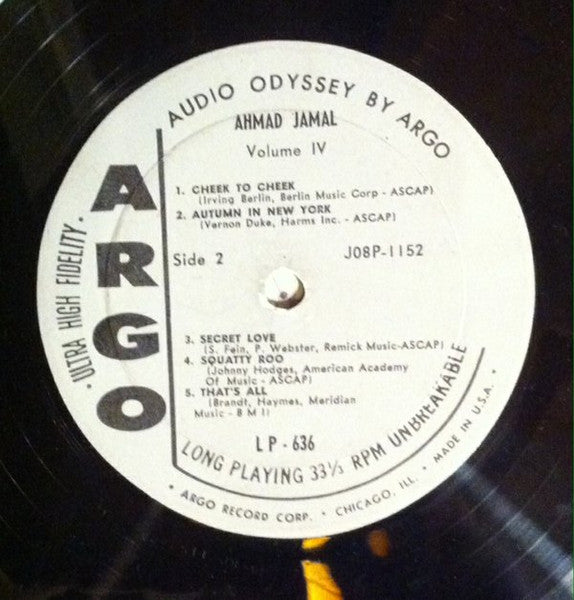 AUDIO ODYSSEY BY ARGO
AHMAD JAMAL
Volume IV
1. CHEEK TO CHEEK
(Irving Berlin, Berlin Music Corp - ASCAP)
2. AUTUMN IN NEW YORK
(Vernon Duke, Harms Inc. - ASCAP)
Side 2
J08P-1152
3. SECRET LOVE
(S. Fein, P. Webster, Remick Music-ASCAP)
4. SQUATTY ROO
(Johnny Hodges, American Academy
Of Music - ASCAP)
5. THAT'S ALL
(Brandt, Haymes, Meridian
Music - B M I)
LP - 636
LONG PLAYING 33⅓ RPM UNBREAKABLE
• ARGO RECORD CORP. • CHICAGO, ILL. • MADE IN U.S.A. •
• ULTRA HIGH FIDELITY •
ARGO